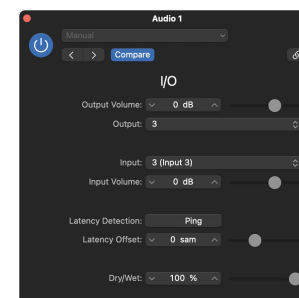 Audio 1
Manual
Compare
I/O
Output Volume: 0 dB
Output: 3
Input: 3 (Input 3)
Input Volume: 0 dB
Latency Detection: Ping
Latency Offset: 0 sam
Dry/Wet: 100 %